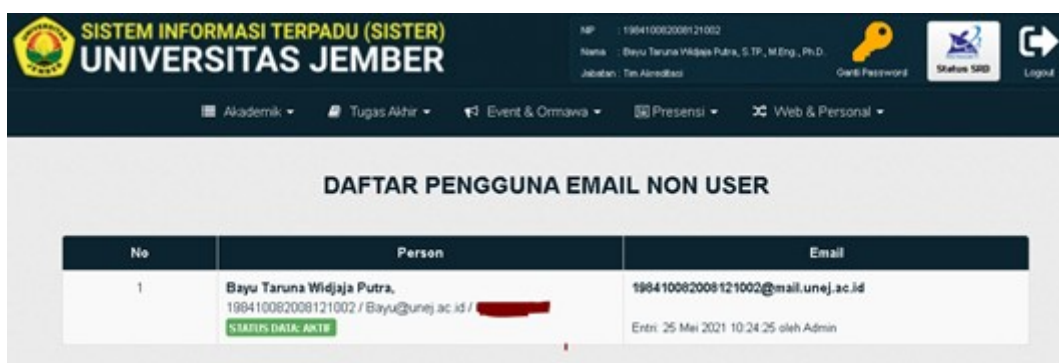 SISTEM INFORMASI TERPADU (SISTER)
UNIVERSITAS JEMBER
NIP : 198410082008121002
Nama : Bayu Taruna Widjaja Putra, S.TP., M.Eng., Ph.D.
Jabatan : Tim Akreditasi
Ganti Password
Status SRD
Logout
Akademik
Tugas Akhir
Event & Ormawa
Presensi
Web & Personal
DAFTAR PENGGUNA EMAIL NON USER
No Person Email
1 Bayu Taruna Widjaja Putra, 198410082008121002@mail.unej.ac.id
198410082008121002 / Bayu@unej.ac.id /
STATUS DATA: AKTIF Entri: 25 Mei 2021 10:24:25 oleh Admin